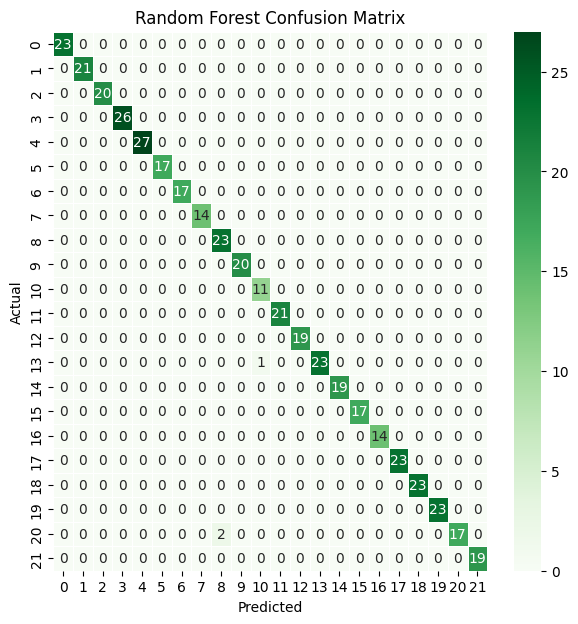 Random Forest Confusion Matrix
0 23 0 0 0 0 0 0 0 0 0 0 0 0 0 0 0 0 0 0 0 0 0
1 0 21 0 0 0 0 0 0 0 0 0 0 0 0 0 0 0 0 0 0 0 0
2 0 0 20 0 0 0 0 0 0 0 0 0 0 0 0 0 0 0 0 0 0 0
3 0 0 0 26 0 0 0 0 0 0 0 0 0 0 0 0 0 0 0 0 0 0
4 0 0 0 0 27 0 0 0 0 0 0 0 0 0 0 0 0 0 0 0 0 0
5 0 0 0 0 0 17 0 0 0 0 0 0 0 0 0 0 0 0 0 0 0 0
6 0 0 0 0 0 0 17 0 0 0 0 0 0 0 0 0 0 0 0 0 0 0
7 0 0 0 0 0 0 0 14 0 0 0 0 0 0 0 0 0 0 0 0 0 0
8 0 0 0 0 0 0 0 0 23 0 0 0 0 0 0 0 0 0 0 0 0 0
9 0 0 0 0 0 0 0 0 0 20 0 0 0 0 0 0 0 0 0 0 0 0
10 0 0 0 0 0 0 0 0 0 0 11 0 0 0 0 0 0 0 0 0 0 0
11 0 0 0 0 0 0 0 0 0 0 0 21 0 0 0 0 0 0 0 0 0 0
12 0 0 0 0 0 0 0 0 0 0 0 0 19 0 0 0 0 0 0 0 0 0
13 0 0 0 0 0 0 0 0 0 0 1 0 0 23 0 0 0 0 0 0 0 0
14 0 0 0 0 0 0 0 0 0 0 0 0 0 0 19 0 0 0 0 0 0 0
15 0 0 0 0 0 0 0 0 0 0 0 0 0 0 0 17 0 0 0 0 0 0
16 0 0 0 0 0 0 0 0 0 0 0 0 0 0 0 0 14 0 0 0 0 0
17 0 0 0 0 0 0 0 0 0 0 0 0 0 0 0 0 0 23 0 0 0 0
18 0 0 0 0 0 0 0 0 0 0 0 0 0 0 0 0 0 0 23 0 0 0
19 0 0 0 0 0 0 0 0 0 0 0 0 0 0 0 0 0 0 0 23 0 0
20 0 0 0 0 0 0 0 0 2 0 0 0 0 0 0 0 0 0 0 0 17 0
21 0 0 0 0 0 0 0 0 0 0 0 0 0 0 0 0 0 0 0 0 0 19
0 1 2 3 4 5 6 7 8 9 10 11 12 13 14 15 16 17 18 19 20 21
Predicted
Actual
25
20
15
10
5
0